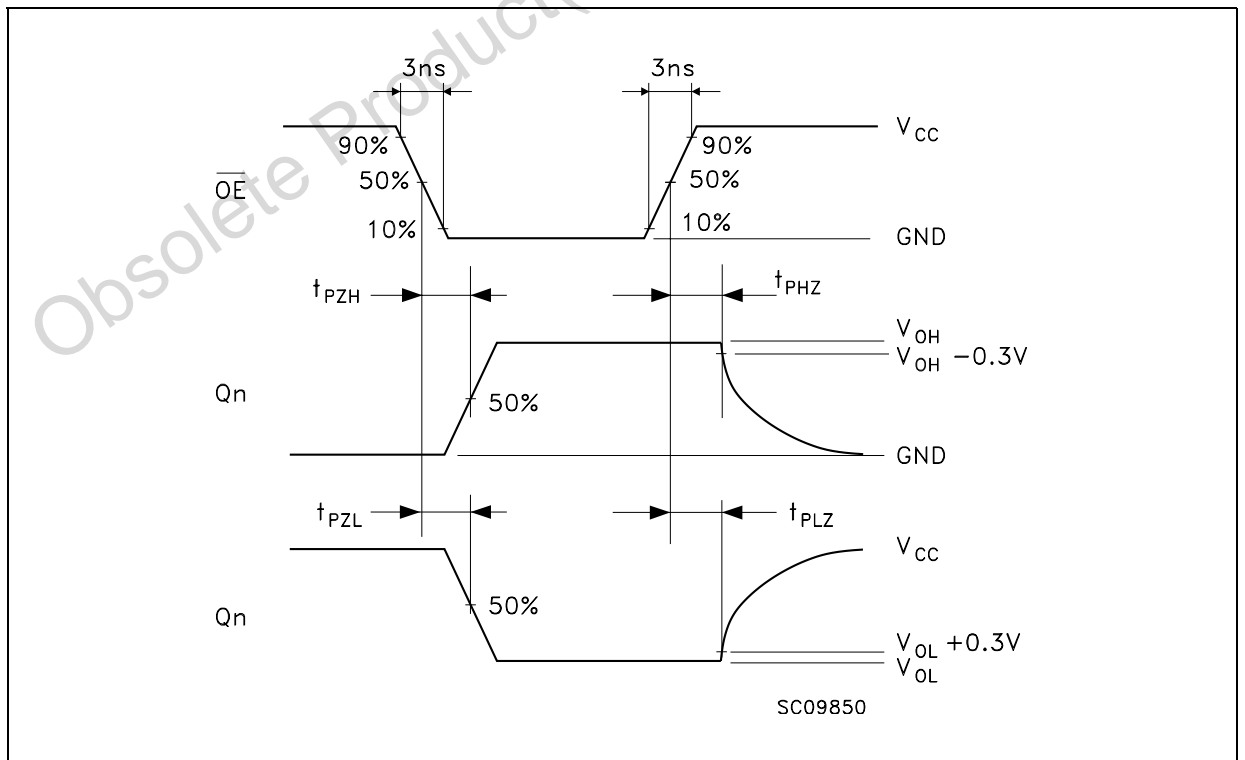 Obsolete Product(
3ns 3ns
V_CC
90% 90%
O̅E̅ 50% 50%
10% 10%
GND
t_PZH t_PHZ
V_OH
V_OH −0.3V
Qn 50%
GND
t_PZL t_PLZ
V_CC
50%
Qn
V_OL +0.3V
V_OL
SC09850